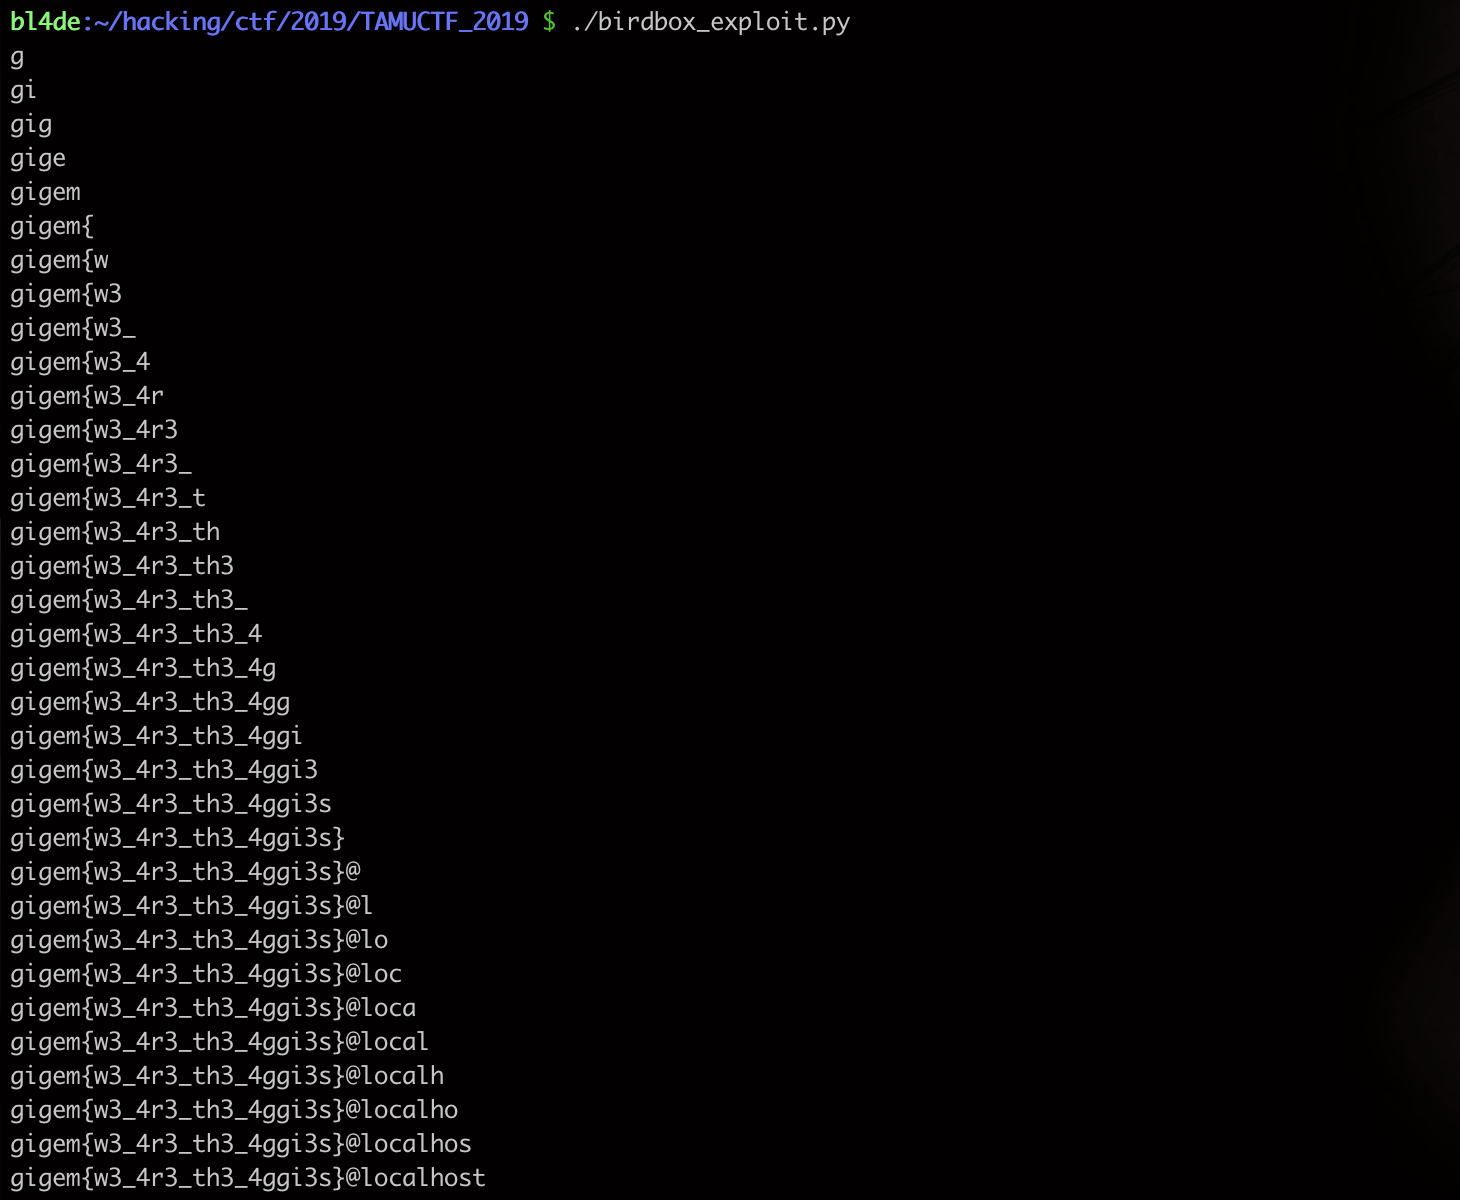 bl4de:~/hacking/ctf/2019/TAMUCTF_2019 $ ./birdbox_exploit.py
g
gi
gig
gige
gigem
gigem{
gigem{w
gigem{w3
gigem{w3_
gigem{w3_4
gigem{w3_4r
gigem{w3_4r3
gigem{w3_4r3_
gigem{w3_4r3_t
gigem{w3_4r3_th
gigem{w3_4r3_th3
gigem{w3_4r3_th3_
gigem{w3_4r3_th3_4
gigem{w3_4r3_th3_4g
gigem{w3_4r3_th3_4gg
gigem{w3_4r3_th3_4ggi
gigem{w3_4r3_th3_4ggi3
gigem{w3_4r3_th3_4ggi3s
gigem{w3_4r3_th3_4ggi3s}
gigem{w3_4r3_th3_4ggi3s}@
gigem{w3_4r3_th3_4ggi3s}@l
gigem{w3_4r3_th3_4ggi3s}@lo
gigem{w3_4r3_th3_4ggi3s}@loc
gigem{w3_4r3_th3_4ggi3s}@loca
gigem{w3_4r3_th3_4ggi3s}@local
gigem{w3_4r3_th3_4ggi3s}@localh
gigem{w3_4r3_th3_4ggi3s}@localho
gigem{w3_4r3_th3_4ggi3s}@localhos
gigem{w3_4r3_th3_4ggi3s}@localhost